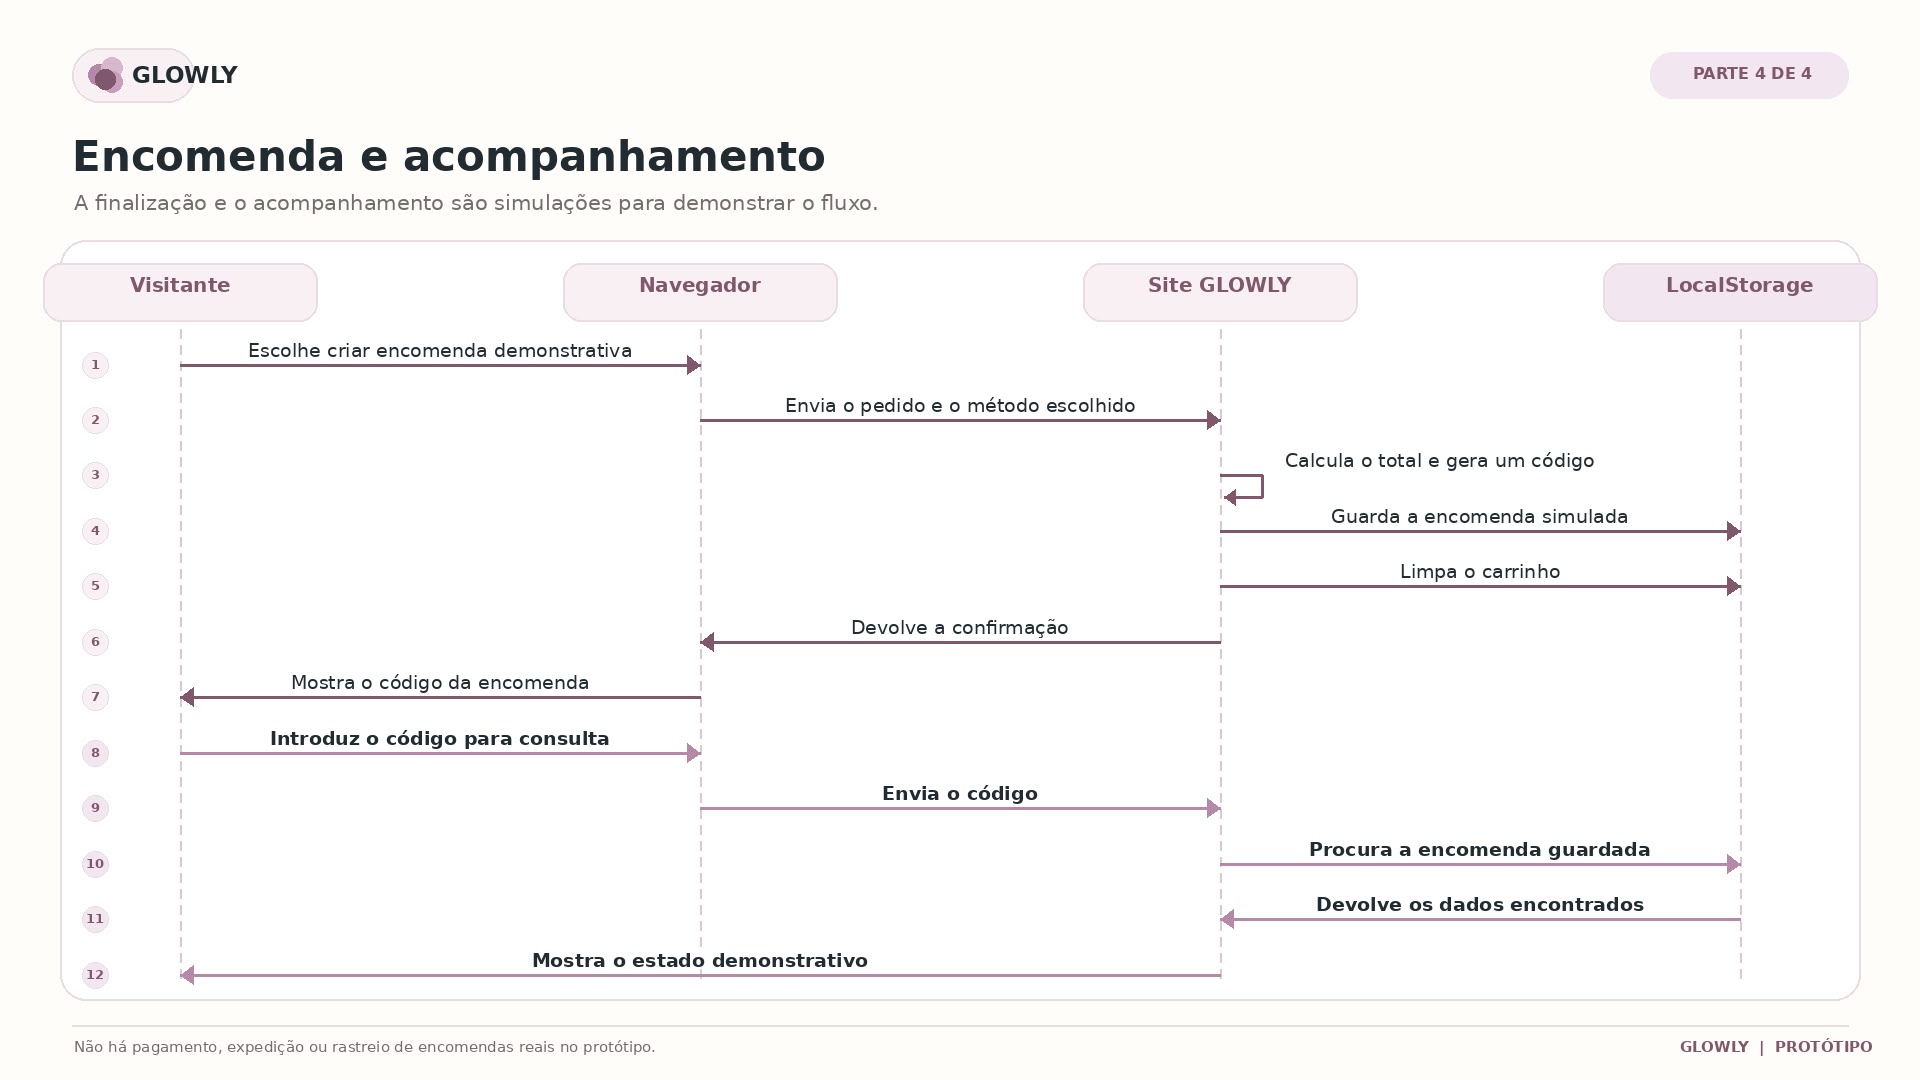 GLOWLY
PARTE 4 DE 4
Encomenda e acompanhamento
A finalização e o acompanhamento são simulações para demonstrar o fluxo.
Visitante
Navegador
Site GLOWLY
LocalStorage
1
Escolhe criar encomenda demonstrativa
2
Envia o pedido e o método escolhido
3
Calcula o total e gera um código
4
Guarda a encomenda simulada
5
Limpa o carrinho
6
Devolve a confirmação
7
Mostra o código da encomenda
8
Introduz o código para consulta
9
Envia o código
10
Procura a encomenda guardada
11
Devolve os dados encontrados
12
Mostra o estado demonstrativo
Não há pagamento, expedição ou rastreio de encomendas reais no protótipo.
GLOWLY | PROTÓTIPO